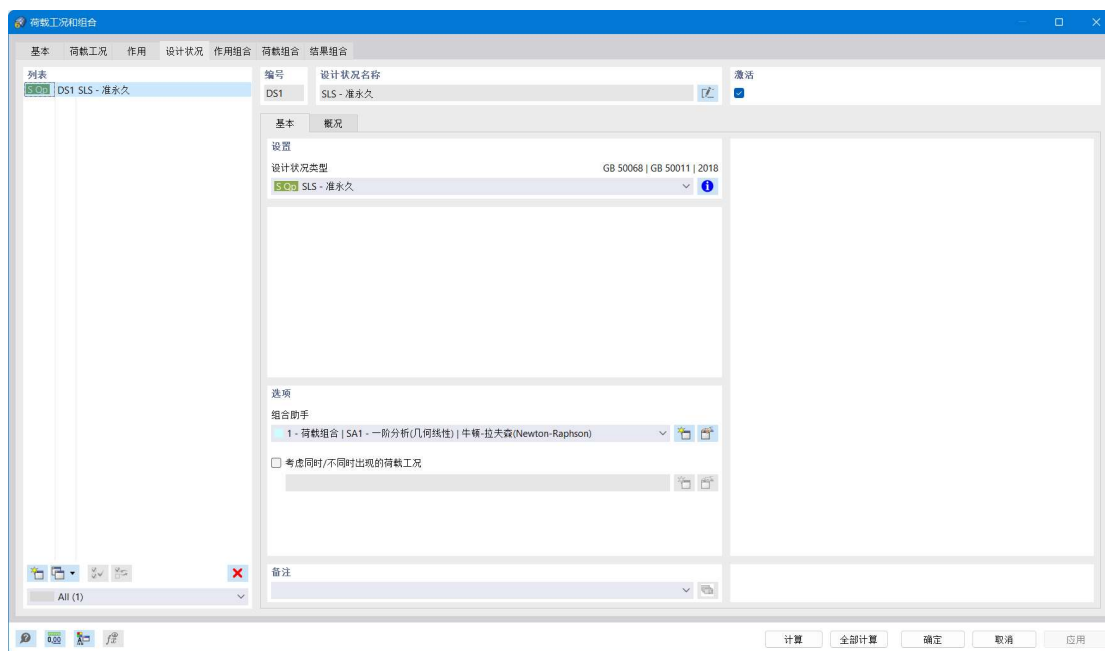 荷载工况和组合
基本 荷载工况 作用 设计状况 作用组合 荷载组合 结果组合
列表
S Qp DS1 SLS - 准永久
编号 设计状况名称 激活
DS1 SLS - 准永久
基本 概况
设置
设计状况类型 GB 50068 | GB 50011 | 2018
S Qp SLS - 准永久
选项
组合助手
1 - 荷载组合 | SA1 - 一阶分析(几何线性) | 牛顿-拉夫森(Newton-Raphson)
考虑同时/不同时出现的荷载工况
备注
All (1)
0,00
计算 全部计算 确定 取消 应用